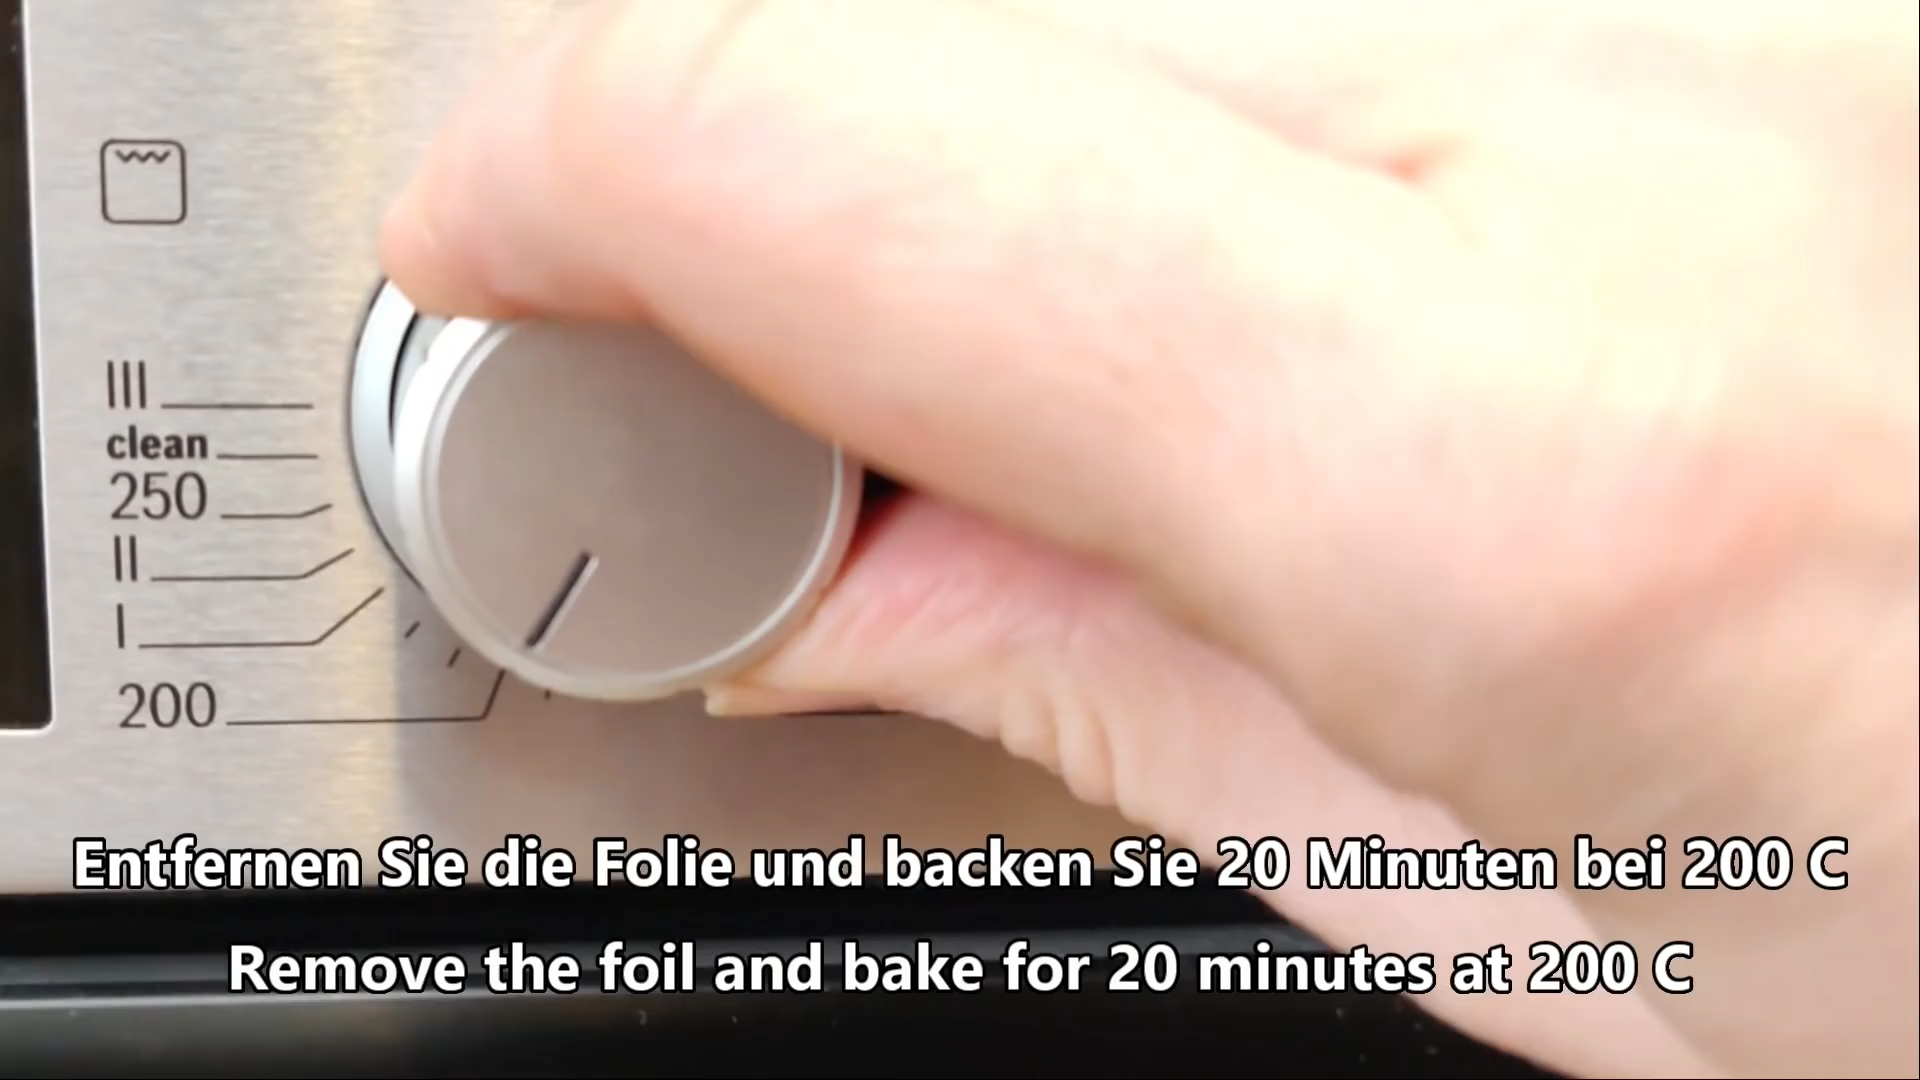 III
clean
250
II
I
200
Entfernen Sie die Folie und backen Sie 20 Minuten bei 200 C
Remove the foil and bake for 20 minutes at 200 C